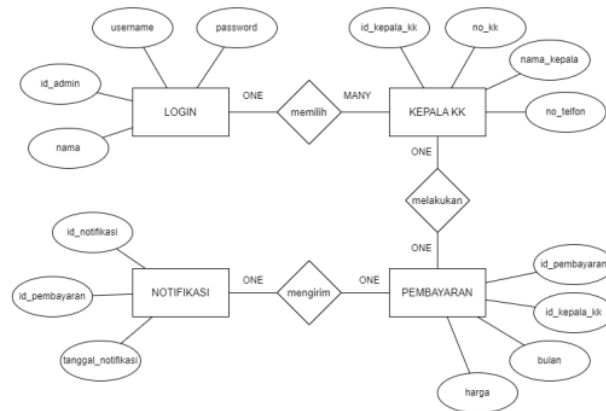 username
password
id_kepala_kk
no_kk
nama_kepala
id_admin
ONE
MANY
LOGIN
memilih
KEPALA KK
no_telfon
nama
ONE
melakukan
id_notifikasi
ONE
id_pembayaran
id_pembayaran
ONE
ONE
NOTIFIKASI
mengirim
PEMBAYARAN
id_kepala_kk
tanggal_notifikasi
bulan
harga